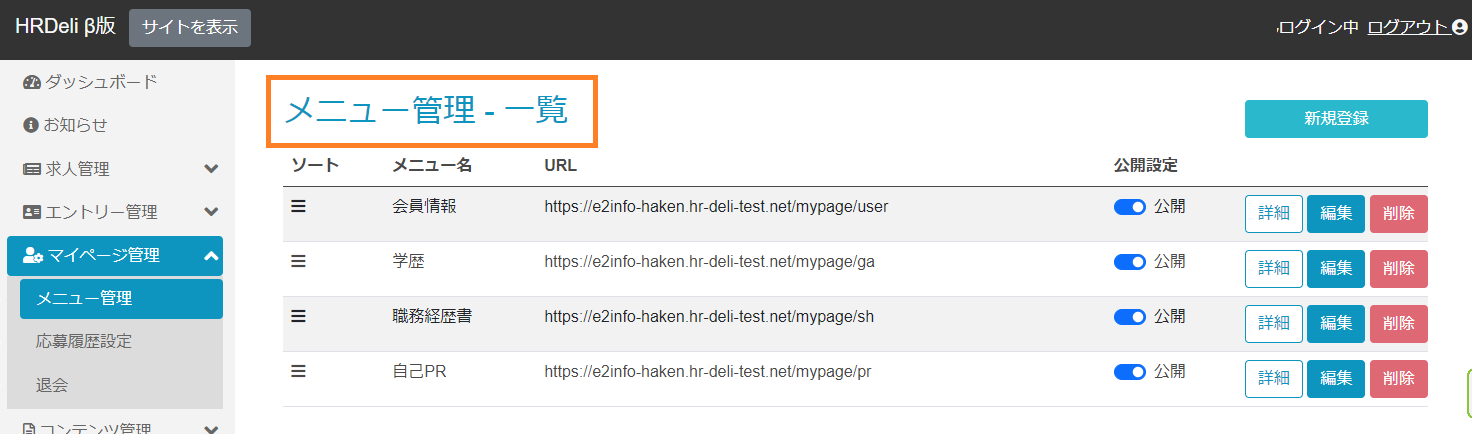 HRDeli β版 サイトを表示 ログイン中 ログアウト
ダッシュボード
お知らせ
求人管理
エントリー管理
マイページ管理
メニュー管理
応募履歴設定
退会
コンテンツ管理
メニュー管理 - 一覧
新規登録
ソート メニュー名 URL 公開設定
会員情報 https://e2info-haken.hr-deli-test.net/mypage/user 公開 詳細 編集 削除
学歴 https://e2info-haken.hr-deli-test.net/mypage/ga 公開 詳細 編集 削除
職務経歴書 https://e2info-haken.hr-deli-test.net/mypage/sh 公開 詳細 編集 削除
自己PR https://e2info-haken.hr-deli-test.net/mypage/pr 公開 詳細 編集 削除